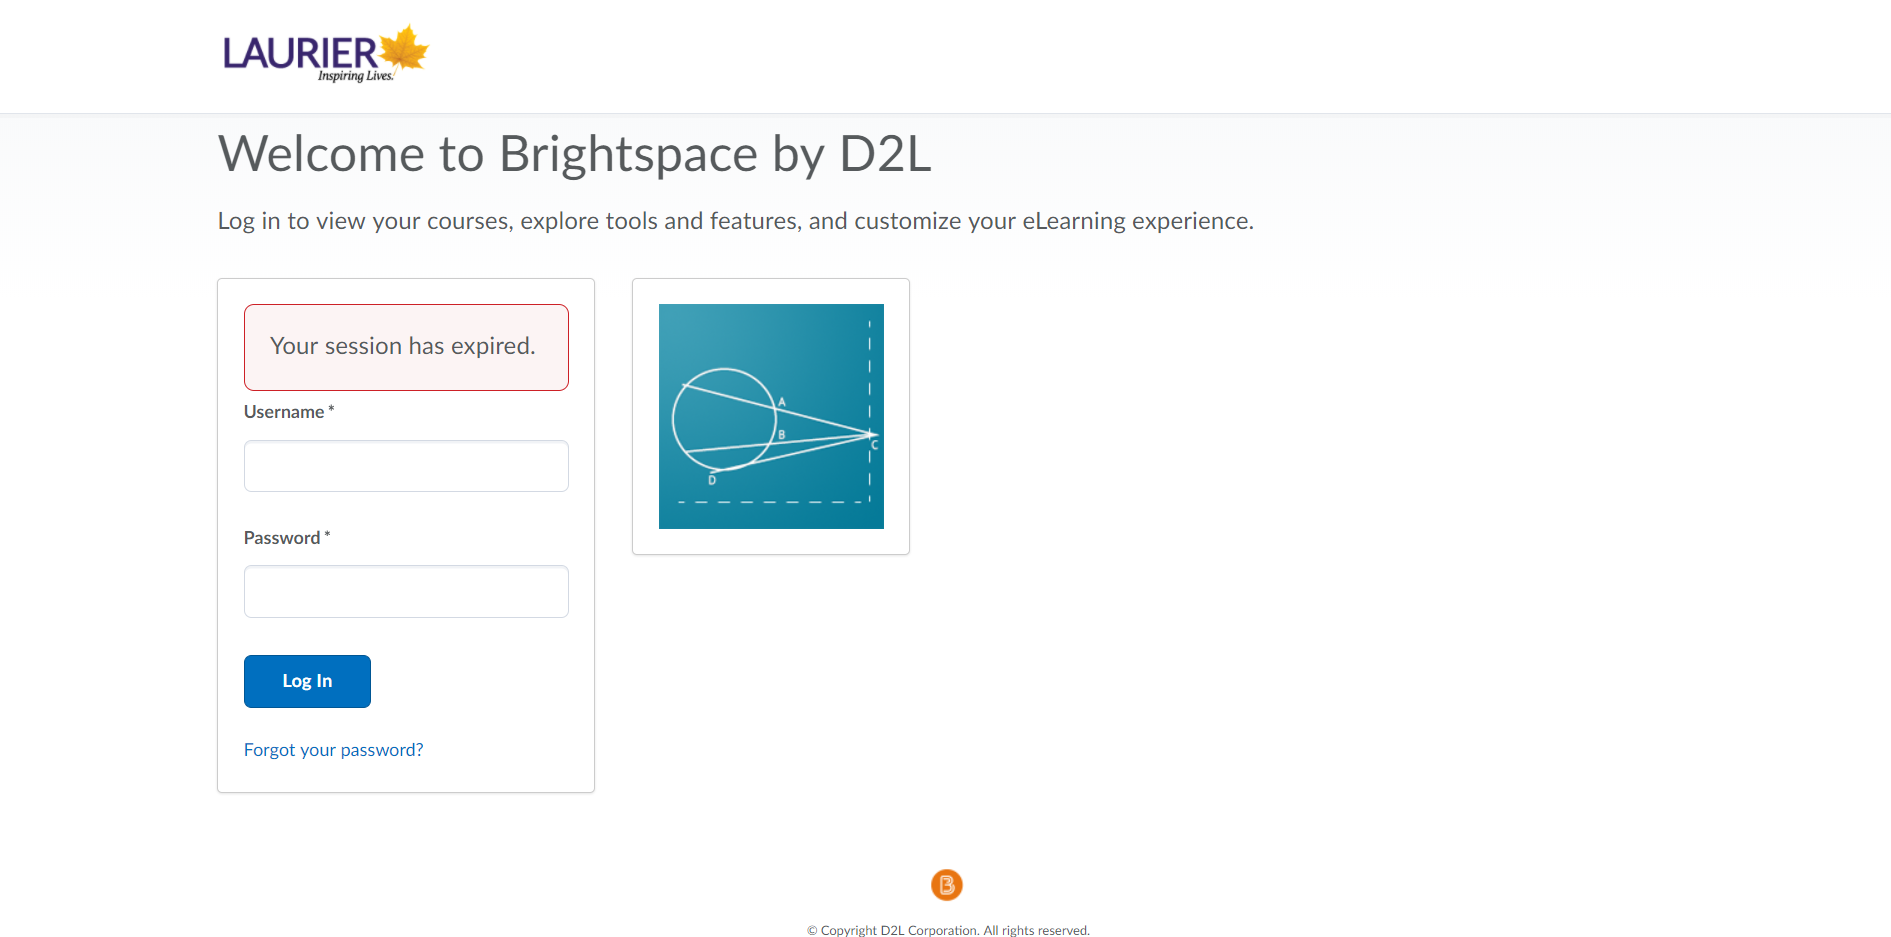 LAURIER
Inspiring Lives.
Welcome to Brightspace by D2L
Log in to view your courses, explore tools and features, and customize your eLearning experience.
Your session has expired.
Username *
Password *
Log In
Forgot your password?
A
B
C
D
B
© Copyright D2L Corporation. All rights reserved.